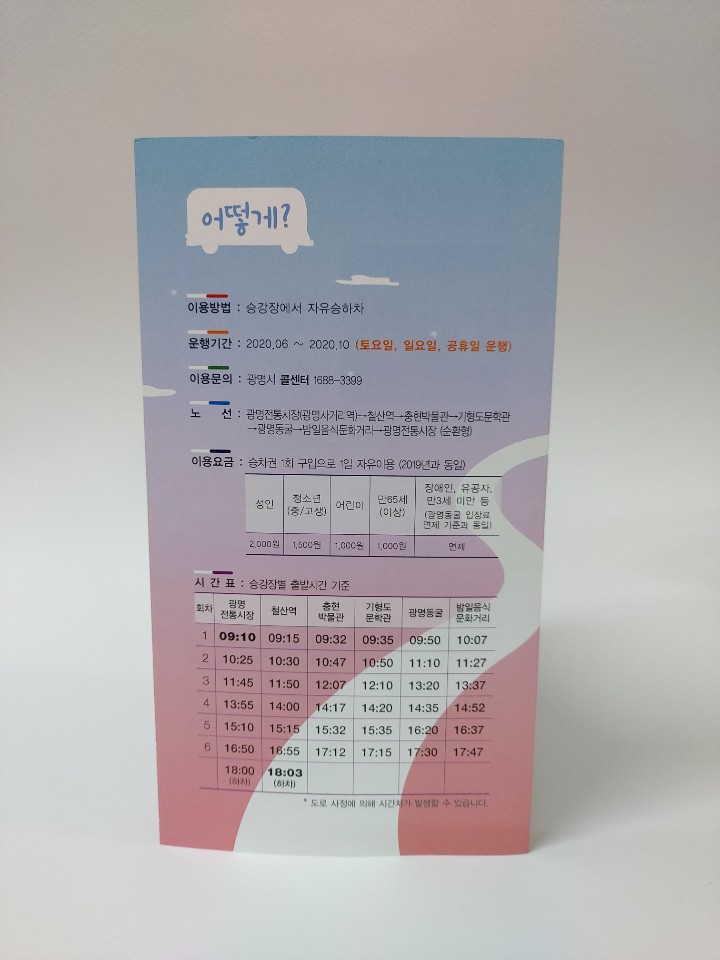 어떻게?
이용방법 : 승강장에서 자유승하차
운행기간 : 2020.06 ~ 2020.10 (토요일, 일요일, 공휴일 운행)
이용문의 : 광명시 콜센터 1688-3399
노 선 : 광명전통시장(광명사거리역)→철산역→충현박물관→기형도문학관
→광명동굴→밤일음식문화거리→광명전통시장 (순환형)
이용요금 : 승차권 1회 구입으로 1일 자유이용 (2019년과 동일)
성인 청소년 (중/고생) 어린이 만65세 (이상) 장애인, 유공자, 만3세 미만 등 (광명동굴 입장료 면제 기준과 동일)
2,000원 1,500원 1,000원 1,000원 면제
시 간 표 : 승강장별 출발시간 기준
회차 광명 전통시장 철산역 충현 박물관 기형도 문학관 광명동굴 밤일음식 문화거리
1 09:10 09:15 09:32 09:35 09:50 10:07
2 10:25 10:30 10:47 10:50 11:10 11:27
3 11:45 11:50 12:07 12:10 13:20 13:37
4 13:55 14:00 14:17 14:20 14:35 14:52
5 15:10 15:15 15:32 15:35 16:20 16:37
6 16:50 16:55 17:12 17:15 17:30 17:47
18:00 18:03
(하차) (하차)
* 도로 사정에 의해 시간차가 발생할 수 있습니다.